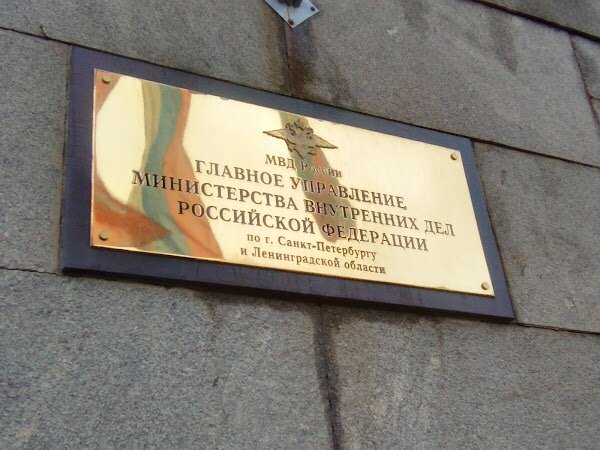 МВД России
ГЛАВНОЕ УПРАВЛЕНИЕ
МИНИСТЕРСТВА ВНУТРЕННИХ ДЕЛ
РОССИЙСКОЙ ФЕДЕРАЦИИ
по г. Санкт-Петербургу
и Ленинградской области